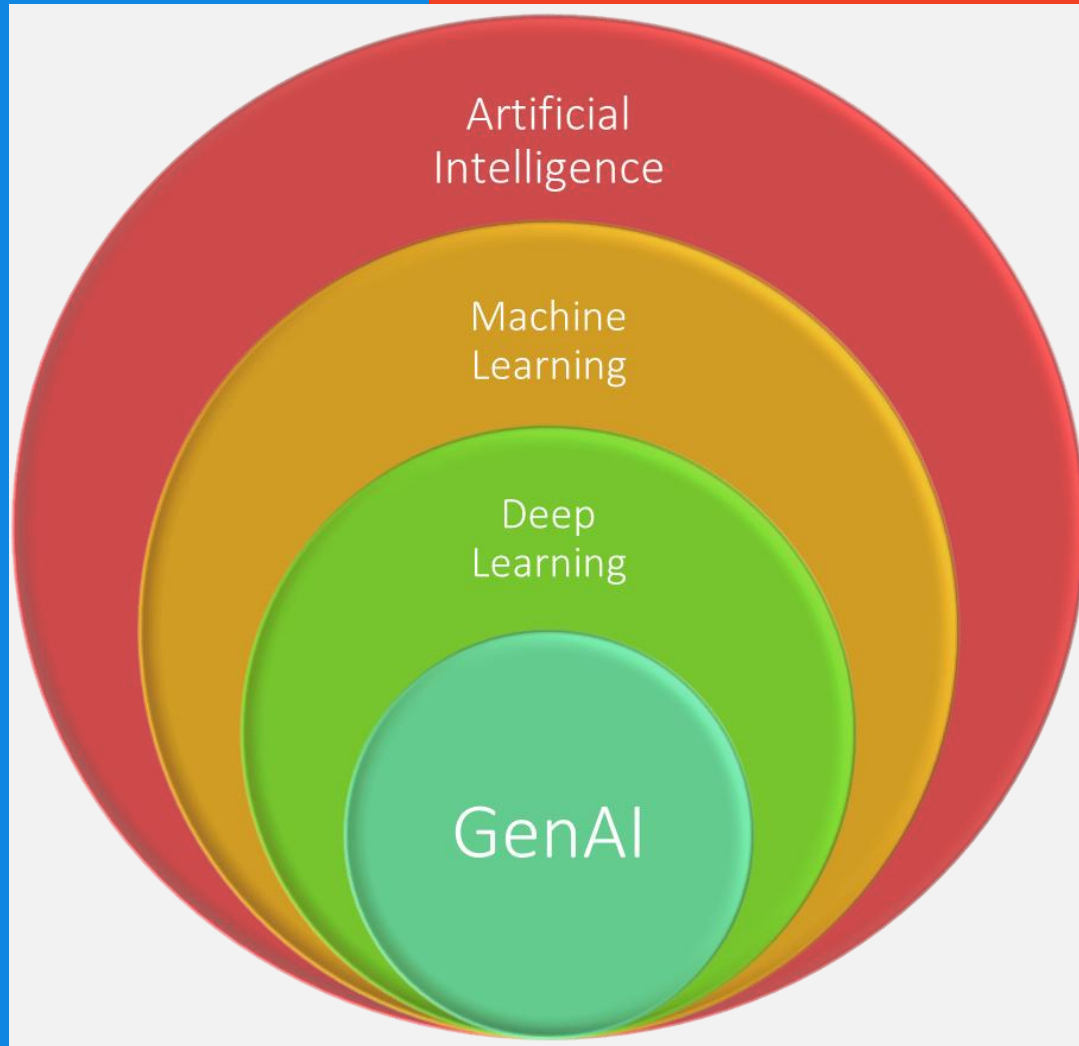 Artificial
Intelligence
Machine
Learning
Deep
Learning
GenAI